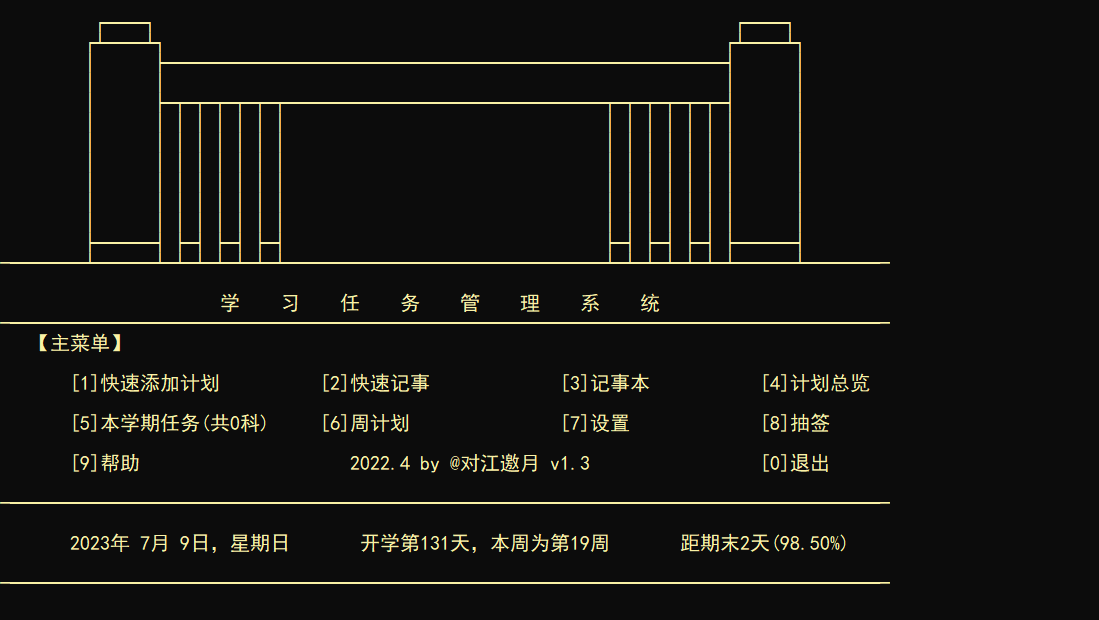 学 习 任 务 管 理 系 统
【主菜单】
[1]快速添加计划 [2]快速记事 [3]记事本 [4]计划总览
[5]本学期任务(共0科) [6]周计划 [7]设置 [8]抽签
[9]帮助 2022.4 by @对江邀月 v1.3 [0]退出
2023年 7月 9日，星期日 开学第131天，本周为第19周 距期末2天(98.50%)